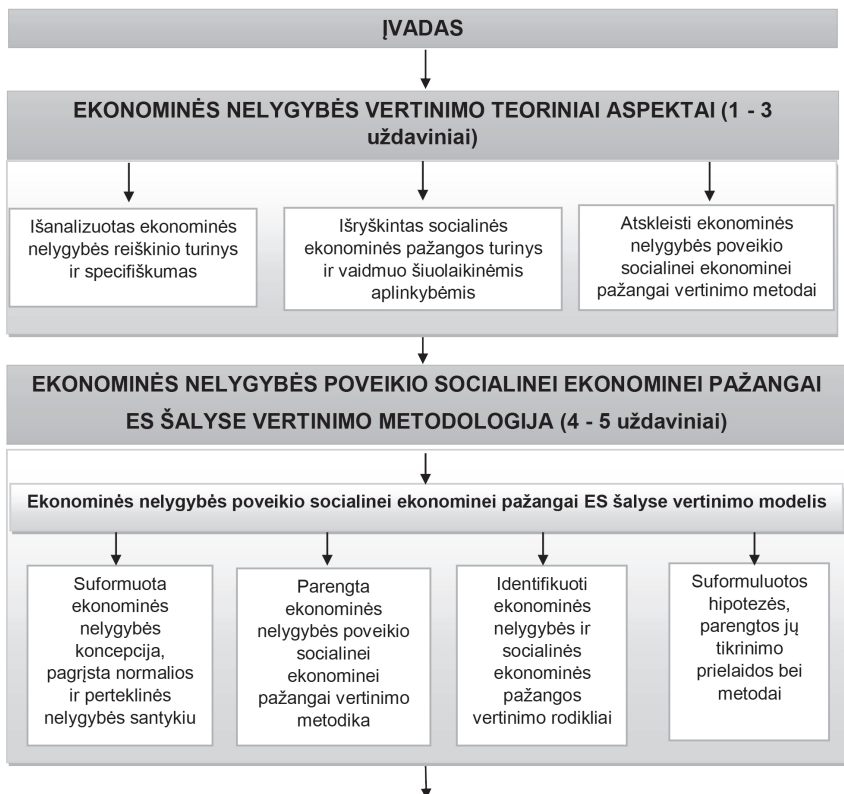 ĮVADAS
EKONOMINĖS NELYGYBĖS VERTINIMO TEORINIAI ASPEKTAI (1 - 3
uždaviniai)
Išanalizuotas ekonominės
nelygybės reiškinio turinys
ir specifiškumas
Išryškintas socialinės
ekonominės pažangos turinys
ir vaidmuo šiuolaikinėmis
aplinkybėmis
Atskleisti ekonominės
nelygybės poveikio
socialinei ekonominei
pažangai vertinimo metodai
EKONOMINĖS NELYGYBĖS POVEIKIO SOCIALINEI EKONOMINEI PAŽANGAI
ES ŠALYSE VERTINIMO METODOLOGIJA (4 - 5 uždaviniai)
Ekonominės nelygybės poveikio socialinei ekonominei pažangai ES šalyse vertinimo modelis
Suformuota
ekonominės
nelygybės
koncepcija,
pagrįsta normalios
ir perteklinės
nelygybės santykiu
Parengta
ekonominės
nelygybės poveikio
socialinei
ekonominei
pažangai vertinimo
metodika
Identifikuoti
ekonominės
nelygybės ir
socialinės
ekonominės
pažangos
vertinimo rodikliai
Suformuluotos
hipotezės,
parengtos jų
tikrinimo
prielaidos bei
metodai